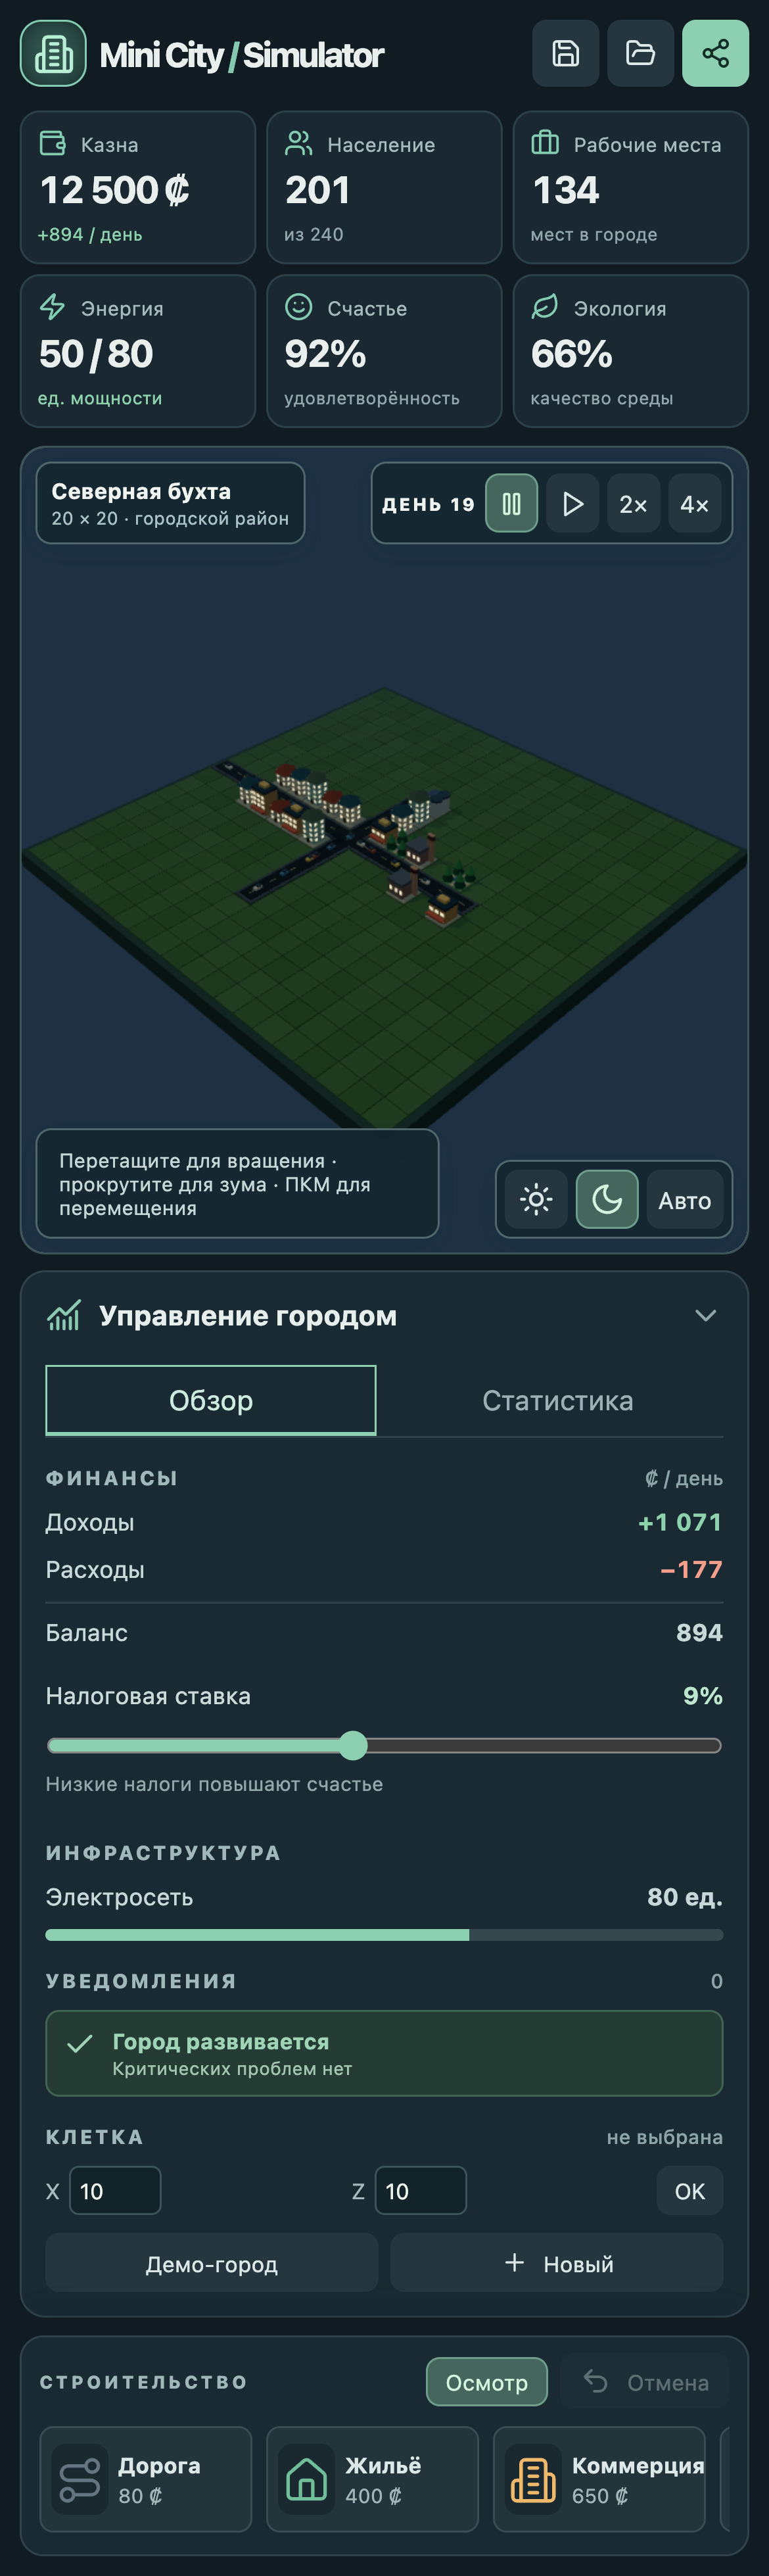 Mini City / Simulator
Казна
12 500 ₡
+894 / день
Население
201
из 240
Рабочие места
134
мест в городе
Энергия
50 / 80
ед. мощности
Счастье
92%
удовлетворённость
Экология
66%
качество среды
Северная бухта
20 × 20 · городской район
ДЕНЬ 19
2×
4×
Перетащите для вращения ·
прокрутите для зума · ПКМ для
перемещения
Авто
Управление городом
Обзор
Статистика
ФИНАНСЫ
₡ / день
Доходы
+1 071
Расходы
−177
Баланс
894
Налоговая ставка
9%
Низкие налоги повышают счастье
ИНФРАСТРУКТУРА
Электросеть
80 ед.
УВЕДОМЛЕНИЯ
0
Город развивается
Критических проблем нет
КЛЕТКА
не выбрана
X 10
Z 10
ОК
Демо-город
Новый
СТРОИТЕЛЬСТВО
Осмотр
Отмена
Дорога
80 ₡
Жильё
400 ₡
Коммерция
650 ₡